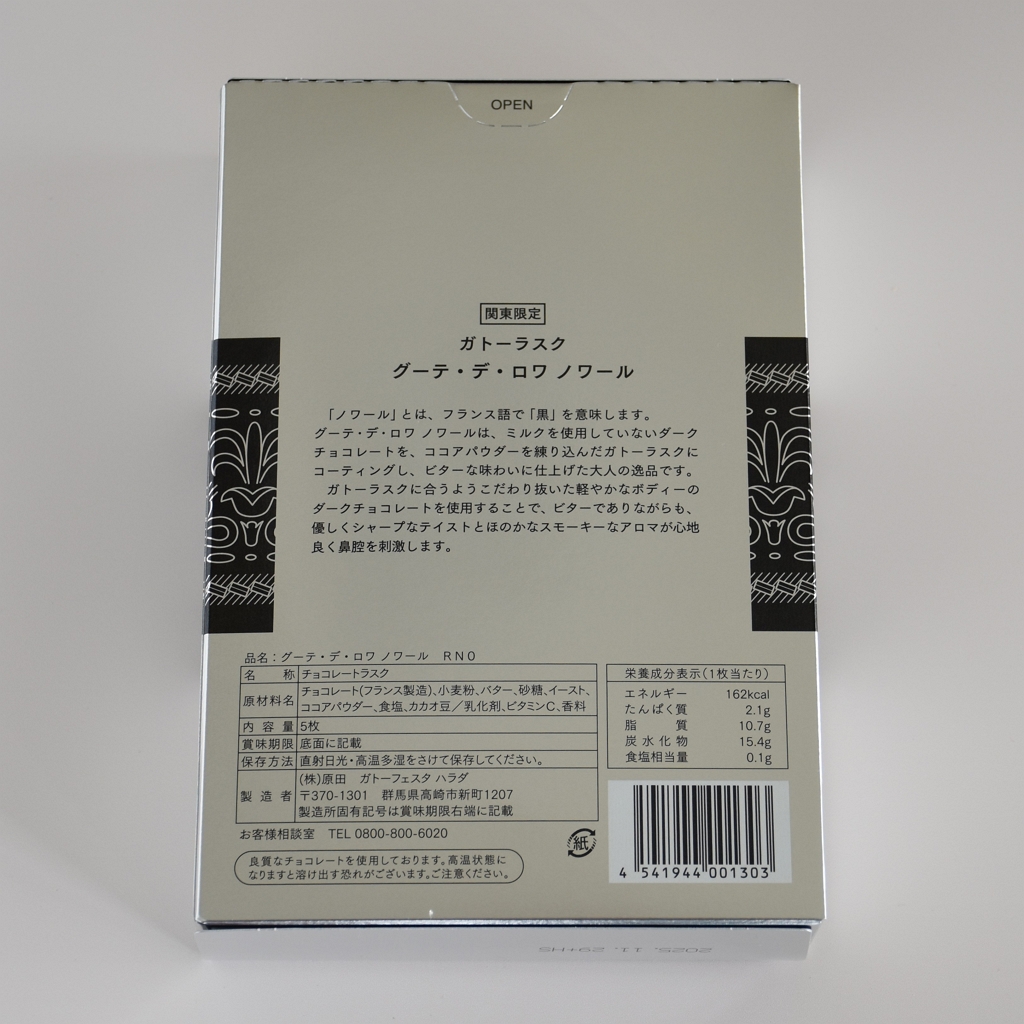 OPEN
関東限定
ガトーラスク
グーテ・デ・ロワ ノワール
「ノワール」とは、フランス語で「黒」を意味します。
グーテ・デ・ロワ ノワールは、ミルクを使用していないダーク
チョコレートを、ココアパウダーを練り込んだガトーラスクに
コーティングし、ビターな味わいに仕上げた大人の逸品です。
ガトーラスクに合うようこだわり抜いた軽やかなボディーの
ダークチョコレートを使用することで、ビターでありながらも、
優しくシャープなテイストとほのかなスモーキーなアロマが心地
良く鼻腔を刺激します。
品名：グーテ・デ・ロワ ノワール　RN0
名　称 チョコレートラスク
原材料名 チョコレート(フランス製造)、小麦粉、バター、砂糖、イースト、
ココアパウダー、食塩、カカオ豆／乳化剤、ビタミンC、香料
内 容 量 5枚
賞味期限 底面に記載
保存方法 直射日光・高温多湿をさけて保存してください。
製 造 者 (株)原田　ガトーフェスタ ハラダ
〒370-1301　群馬県高崎市新町1207
製造所固有記号は賞味期限右端に記載
お客様相談室　TEL 0800-800-6020
良質なチョコレートを使用しております。高温状態に
なりますと溶け出す恐れがございます。ご注意ください。
栄養成分表示(1枚当たり)
エネルギー 162kcal
たんぱく質 2.1g
脂　質 10.7g
炭水化物 15.4g
食塩相当量 0.1g
紙
4 541944 001303
2025. 11. 29+HS